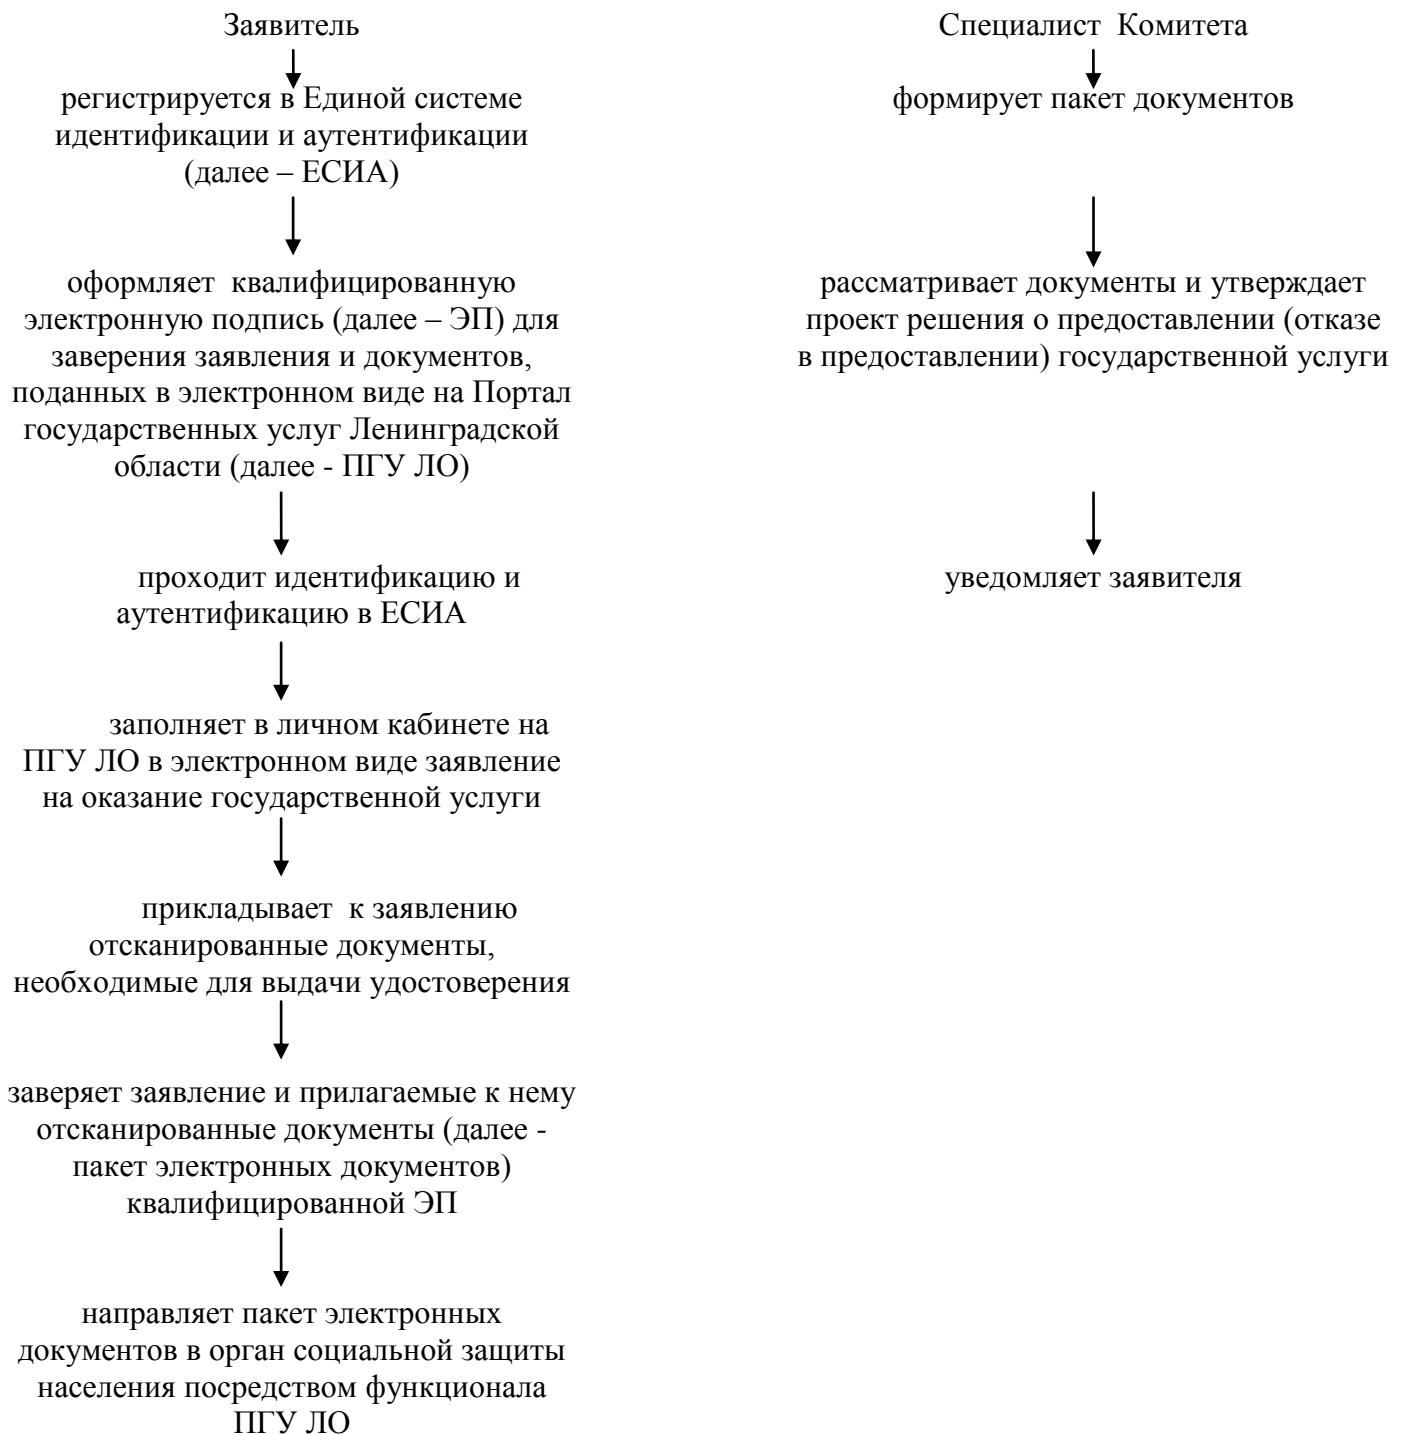 Заявитель
регистрируется в Единой системе
идентификации и аутентификации
(далее – ЕСИА)
оформляет квалифицированную
электронную подпись (далее – ЭП) для
заверения заявления и документов,
поданных в электронном виде на Портал
государственных услуг Ленинградской
области (далее - ПГУ ЛО)
проходит идентификацию и
аутентификацию в ЕСИА
заполняет в личном кабинете на
ПГУ ЛО в электронном виде заявление
на оказание государственной услуги
прикладывает к заявлению
отсканированные документы,
необходимые для выдачи удостоверения
заверяет заявление и прилагаемые к нему
отсканированные документы (далее -
пакет электронных документов)
квалифицированной ЭП
направляет пакет электронных
документов в орган социальной защиты
населения посредством функционала
ПГУ ЛО
Специалист Комитета
формирует пакет документов
рассматривает документы и утверждает
проект решения о предоставлении (отказе
в предоставлении) государственной услуги
уведомляет заявителя